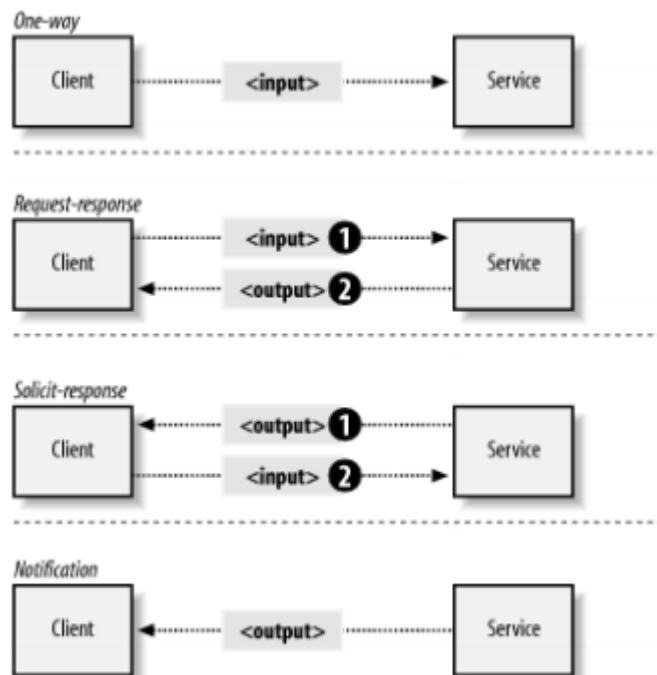 One-way
Client <input> Service
Request-response
<input> 1
Client Service
<output> 2
Solicit-response
<output> 1
Client Service
<input> 2
Notification
Client <output> Service